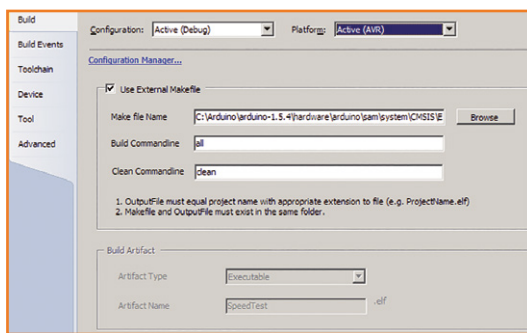 Build
Configuration: Active (Debug) Platform: Active (AVR)
Build Events
Configuration Manager...
Toolchain
Use External Makefile
Device
Make file Name C:\Arduino\arduino-1.5.4\hardware\arduino\sam\system\CMSIS\E Browse
Tool
Build Commandline all
Advanced
Clean Commandline clean
1. OutputFile must equal project name with appropriate extension to file (e.g. ProjectName.elf)
2. Makefile and OutputFile must exist in the same folder.
Build Artifact
Artifact Type Executable
Artifact Name SpeedTest .elf